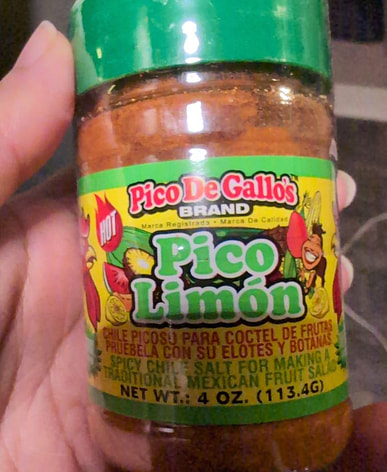 Pico De Gallo's
BRAND
Marca Registrada - Marca De Calidad
HOT
Pico
Limón
CHILE PICOSO PARA COCTEL DE FRUTAS
PRUEBELA CON SU ELOTES Y BOTANAS
SPICY CHILE SALT FOR MAKING A
TRADITIONAL MEXICAN FRUIT SALAD
NET WT.: 4 OZ. (113.4G)